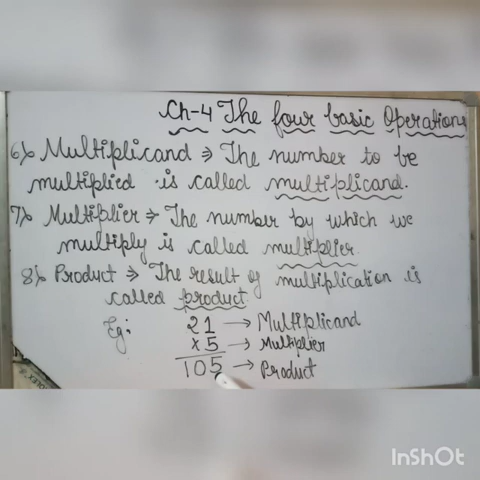 Ch-4 The four basic Operations
6) Multiplicand ⇒ The number to be
multiplied is called multiplicand.
7) Multiplier ⇒ The number by which we
multiply is called multiplier.
8) Product ⇒ The result of multiplication is
called product.
Eg: 21 → Multiplicand
x 5 → Multiplier
105 → Product
InShOt